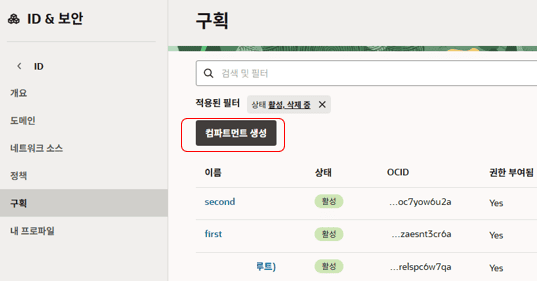 ID & 보안
구획
ID
검색 및 필터
개요
적용된 필터 상태 활성, 삭제 중
도메인
컴파트먼트 생성
네트워크 소스
정책
이름 상태 OCID 권한 부여됨
구획
second 활성 ...oc7yow6u2a Yes
내 프로파일
first 활성 ...zaesnt3cr6a Yes
루트) 활성 ...relspc6w7qa Yes